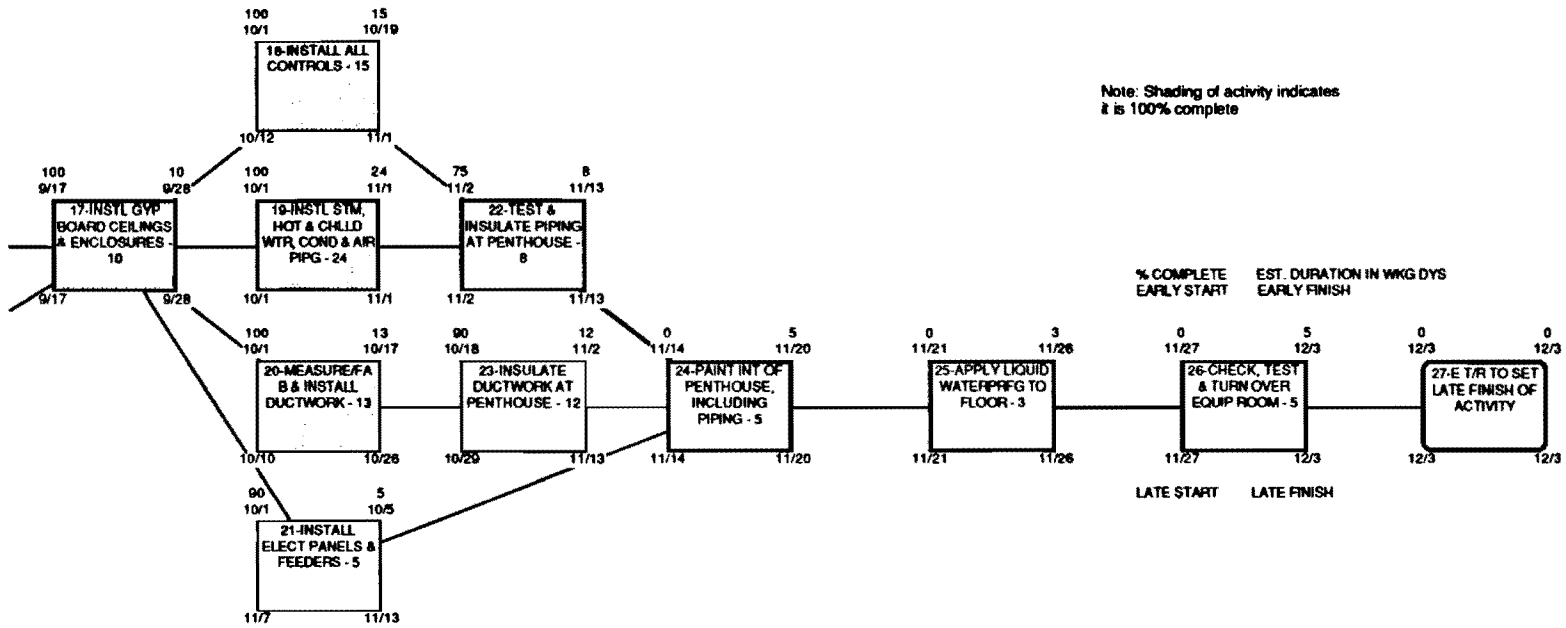 100 15
10/1 10/19
18-INSTALL ALL
CONTROLS - 15
10/12 11/1
Note: Shading of activity indicates
it is 100% complete
100 10
9/17 9/28
17-INSTL GYP
BOARD CEILINGS
& ENCLOSURES -
10
9/17 9/28
100 24
10/1 11/1
19-INSTL STM,
HOT & CHLLD
WTR, COND & AIR
PIPG - 24
10/1 11/1
75 8
11/2 11/13
22-TEST &
INSULATE PIPING
AT PENTHOUSE -
8
11/2 11/13
% COMPLETE EST. DURATION IN WKG DYS
EARLY START EARLY FINISH
100 13
10/1 10/17
20-MEASURE/FA
B & INSTALL
DUCTWORK - 13
10/10 10/26
90 12
10/18 11/2
23-INSULATE
DUCTWORK AT
PENTHOUSE - 12
10/29 11/13
0 5
11/14 11/20
24-PAINT INT OF
PENTHOUSE,
INCLUDING
PIPING - 5
11/14 11/20
0 3
11/21 11/26
25-APPLY LIQUID
WATERPRFG TO
FLOOR - 3
11/21 11/26
0 5
11/27 12/3
26-CHECK, TEST
& TURN OVER
EQUIP ROOM - 5
11/27 12/3
0 0
12/3 12/3
27-E T/R TO SET
LATE FINISH OF
ACTIVITY
12/3 12/3
LATE START LATE FINISH
90 5
10/1 10/5
21-INSTALL
ELECT PANELS &
FEEDERS - 5
11/7 11/13